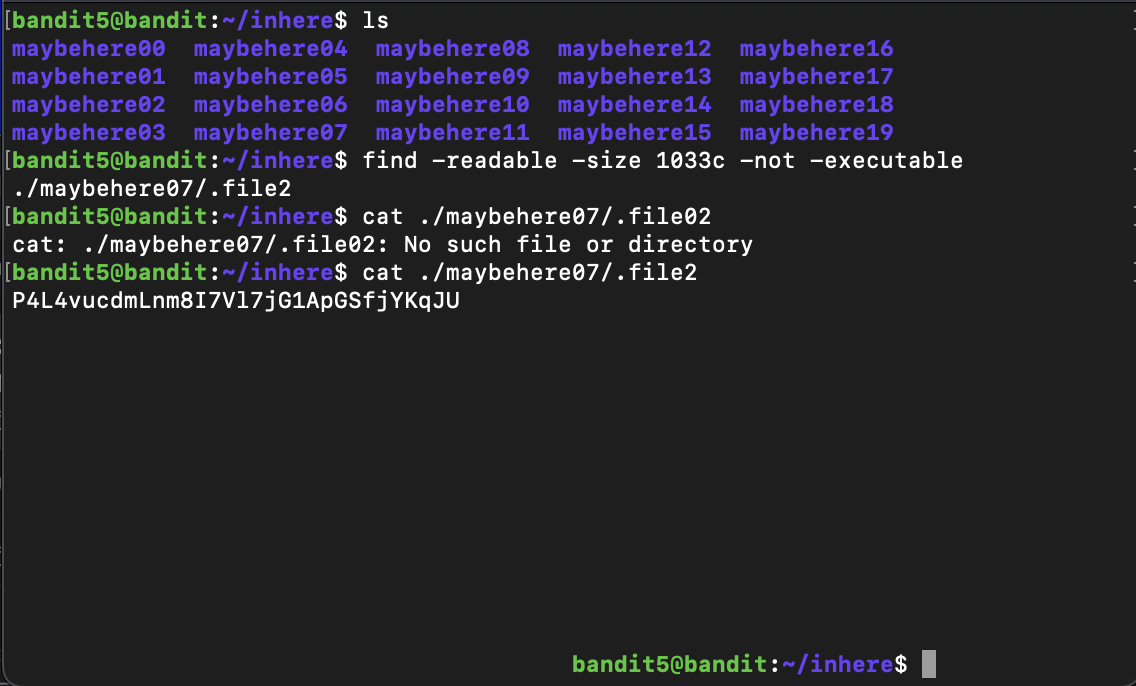 [bandit5@bandit:~/inhere$ ls
maybehere00  maybehere04  maybehere08  maybehere12  maybehere16
maybehere01  maybehere05  maybehere09  maybehere13  maybehere17
maybehere02  maybehere06  maybehere10  maybehere14  maybehere18
maybehere03  maybehere07  maybehere11  maybehere15  maybehere19
[bandit5@bandit:~/inhere$ find -readable -size 1033c -not -executable
./maybehere07/.file2
[bandit5@bandit:~/inhere$ cat ./maybehere07/.file02
cat: ./maybehere07/.file02: No such file or directory
[bandit5@bandit:~/inhere$ cat ./maybehere07/.file2
P4L4vucdmLnm8I7Vl7jG1ApGSfjYKqJU
bandit5@bandit:~/inhere$